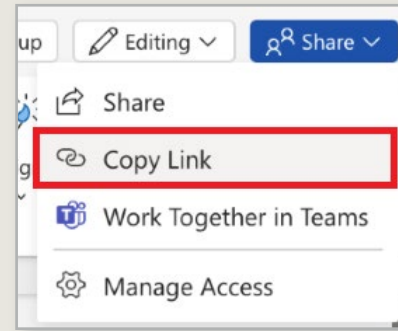 up Editing Share
Share
g
Copy Link
Work Together in Teams
Manage Access